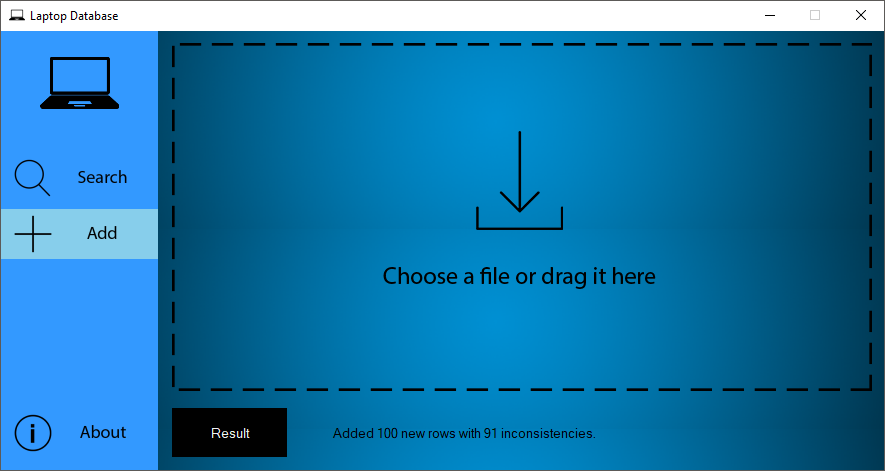 Laptop Database
Search
Add
About
Choose a file or drag it here
Result
Added 100 new rows with 91 inconsistencies.